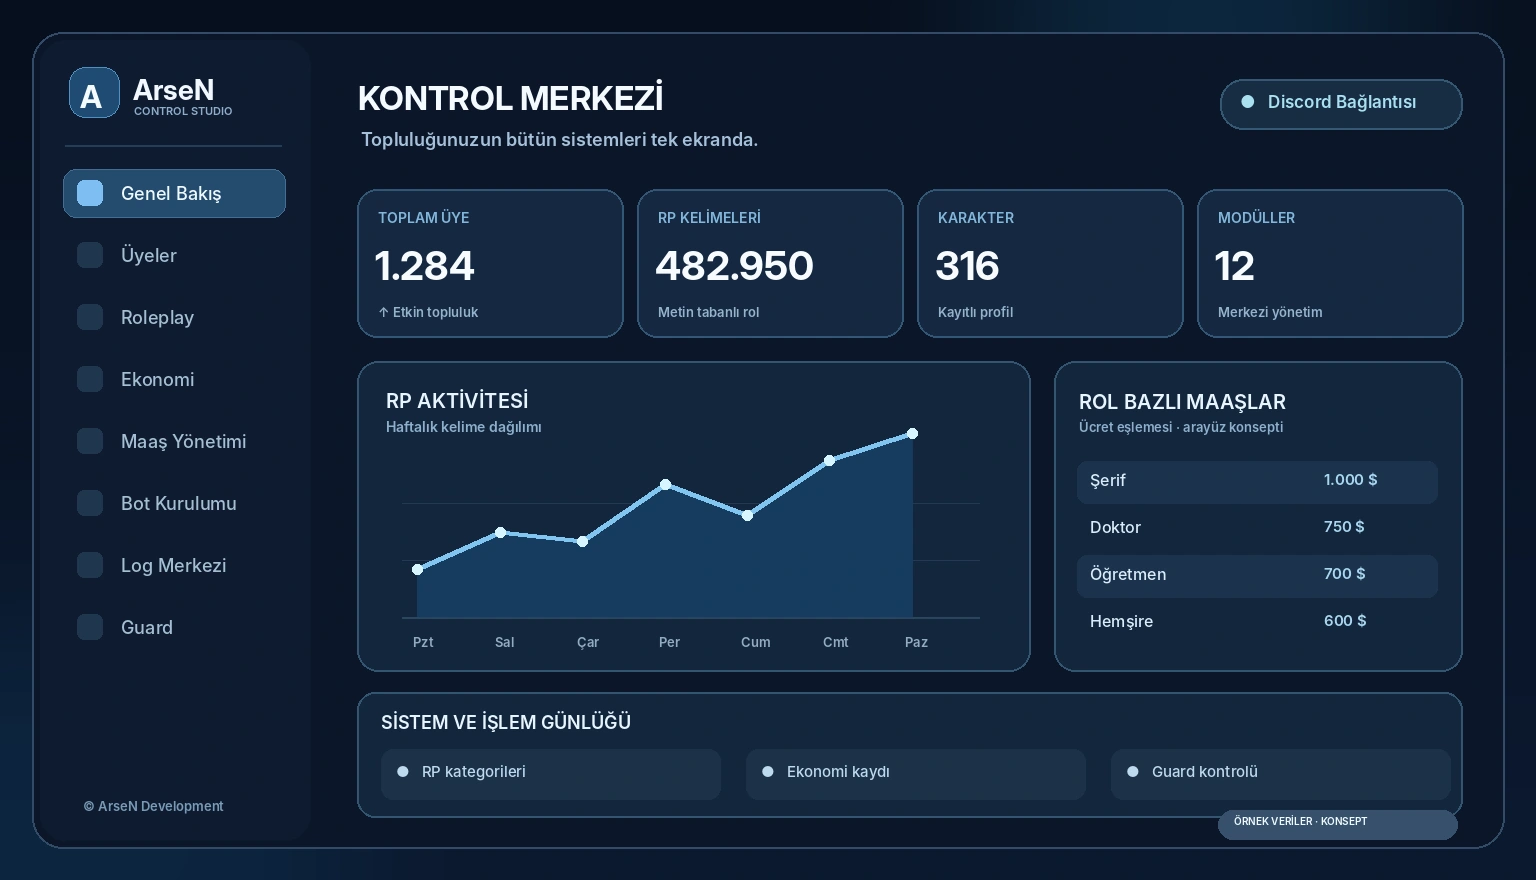 A
ArseN
CONTROL STUDIO
Genel Bakış
Üyeler
Roleplay
Ekonomi
Maaş Yönetimi
Bot Kurulumu
Log Merkezi
Guard
© ArseN Development
KONTROL MERKEZİ
Topluluğunuzun bütün sistemleri tek ekranda.
Discord Bağlantısı
TOPLAM ÜYE
1.284
↑ Etkin topluluk
RP KELİMELERİ
482.950
Metin tabanlı rol
KARAKTER
316
Kayıtlı profil
MODÜLLER
12
Merkezi yönetim
RP AKTİVİTESİ
Haftalık kelime dağılımı
Pzt Sal Çar Per Cum Cmt Paz
ROL BAZLI MAAŞLAR
Ücret eşlemesi · arayüz konsepti
Şerif 1.000 $
Doktor 750 $
Öğretmen 700 $
Hemşire 600 $
SİSTEM VE İŞLEM GÜNLÜĞÜ
RP kategorileri
Ekonomi kaydı
Guard kontrolü
ÖRNEK VERİLER · KONSEPT